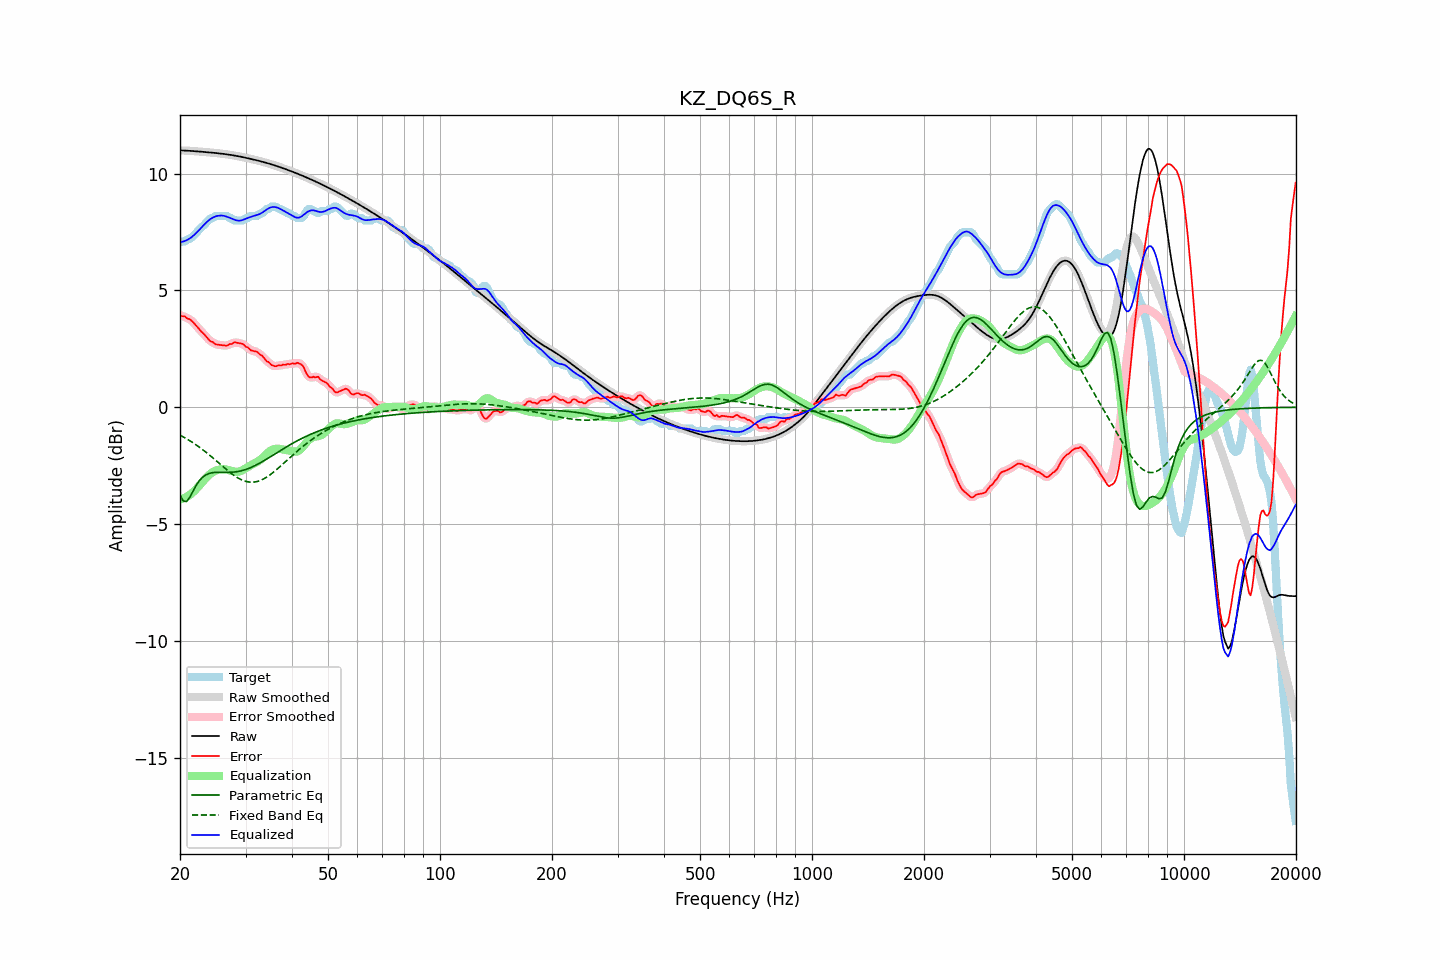 KZ_DQ6S_R
Amplitude (dBr)
10
5
0
−5
−10
−15
Target
Raw Smoothed
Error Smoothed
Raw
Error
Equalization
Parametric Eq
Fixed Band Eq
Equalized
20 50 100 200 500 1000 2000 5000 10000 20000
Frequency (Hz)